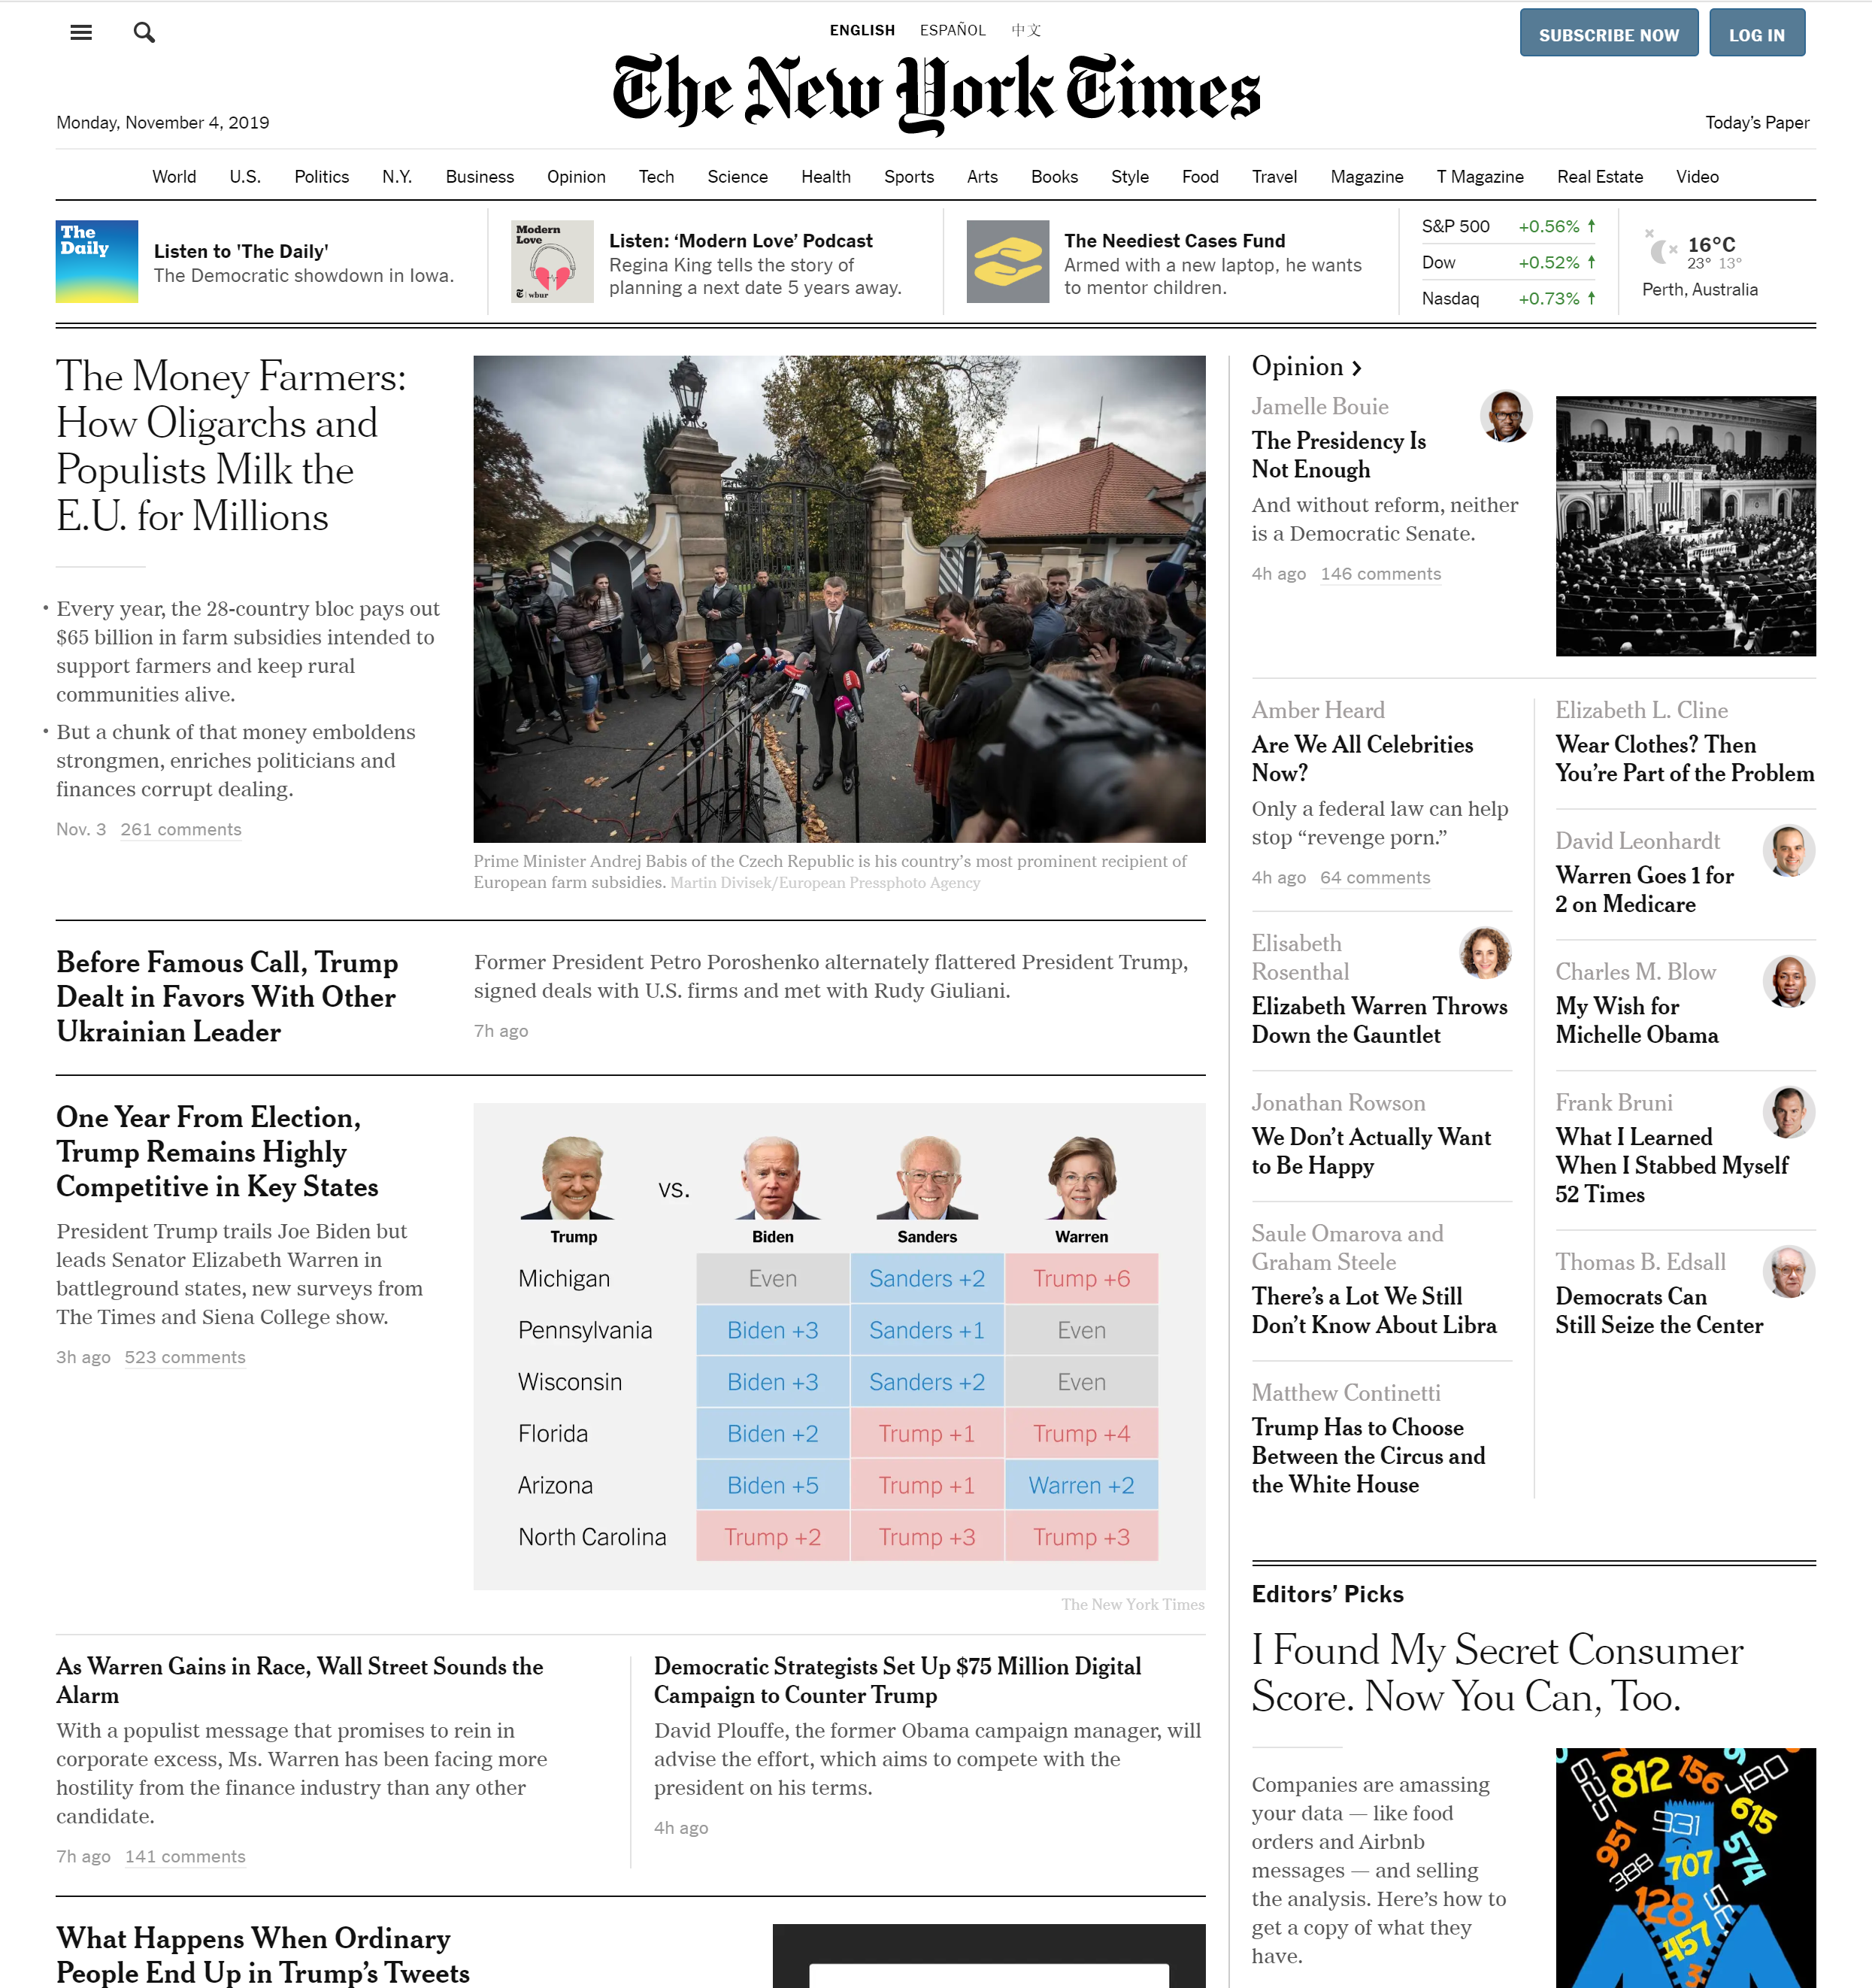 ENGLISH ESPAÑOL 中文
SUBSCRIBE NOW LOG IN
The New York Times
Monday, November 4, 2019
Today's Paper
World U.S. Politics N.Y. Business Opinion Tech Science Health Sports Arts Books Style Food Travel Magazine T Magazine Real Estate Video
The
Daily
Listen to 'The Daily'
The Democratic showdown in Iowa.
Modern
Love
wbur
Listen: ‘Modern Love’ Podcast
Regina King tells the story of
planning a next date 5 years away.
The Neediest Cases Fund
Armed with a new laptop, he wants
to mentor children.
S&P 500 +0.56% ↑
Dow +0.52% ↑
Nasdaq +0.73% ↑
16°C
23° 13°
Perth, Australia
The Money Farmers:
How Oligarchs and
Populists Milk the
E.U. for Millions
• Every year, the 28-country bloc pays out
$65 billion in farm subsidies intended to
support farmers and keep rural
communities alive.
• But a chunk of that money emboldens
strongmen, enriches politicians and
finances corrupt dealing.
Nov. 3 261 comments
Prime Minister Andrej Babis of the Czech Republic is his country’s most prominent recipient of
European farm subsidies. Martin Divisek/European Pressphoto Agency
Before Famous Call, Trump
Dealt in Favors With Other
Ukrainian Leader
Former President Petro Poroshenko alternately flattered President Trump,
signed deals with U.S. firms and met with Rudy Giuliani.
7h ago
One Year From Election,
Trump Remains Highly
Competitive in Key States
President Trump trails Joe Biden but
leads Senator Elizabeth Warren in
battleground states, new surveys from
The Times and Siena College show.
3h ago 523 comments
vs.
Trump Biden Sanders Warren
Michigan Even Sanders +2 Trump +6
Pennsylvania Biden +3 Sanders +1 Even
Wisconsin Biden +3 Sanders +2 Even
Florida Biden +2 Trump +1 Trump +4
Arizona Biden +5 Trump +1 Warren +2
North Carolina Trump +2 Trump +3 Trump +3
The New York Times
As Warren Gains in Race, Wall Street Sounds the
Alarm
With a populist message that promises to rein in
corporate excess, Ms. Warren has been facing more
hostility from the finance industry than any other
candidate.
7h ago 141 comments
Democratic Strategists Set Up $75 Million Digital
Campaign to Counter Trump
David Plouffe, the former Obama campaign manager, will
advise the effort, which aims to compete with the
president on his terms.
4h ago
What Happens When Ordinary
People End Up in Trump’s Tweets
Opinion ›
Jamelle Bouie
The Presidency Is
Not Enough
And without reform, neither
is a Democratic Senate.
4h ago 146 comments
Amber Heard
Are We All Celebrities
Now?
Only a federal law can help
stop “revenge porn.”
4h ago 64 comments
Elisabeth
Rosenthal
Elizabeth Warren Throws
Down the Gauntlet
Jonathan Rowson
We Don’t Actually Want
to Be Happy
Saule Omarova and
Graham Steele
There’s a Lot We Still
Don’t Know About Libra
Matthew Continetti
Trump Has to Choose
Between the Circus and
the White House
Elizabeth L. Cline
Wear Clothes? Then
You’re Part of the Problem
David Leonhardt
Warren Goes 1 for
2 on Medicare
Charles M. Blow
My Wish for
Michelle Obama
Frank Bruni
What I Learned
When I Stabbed Myself
52 Times
Thomas B. Edsall
Democrats Can
Still Seize the Center
Editors’ Picks
I Found My Secret Consumer
Score. Now You Can, Too.
Companies are amassing
your data — like food
orders and Airbnb
messages — and selling
the analysis. Here’s how to
get a copy of what they
have.
625 812 156 480
931 615
951 707 574
388
128
457